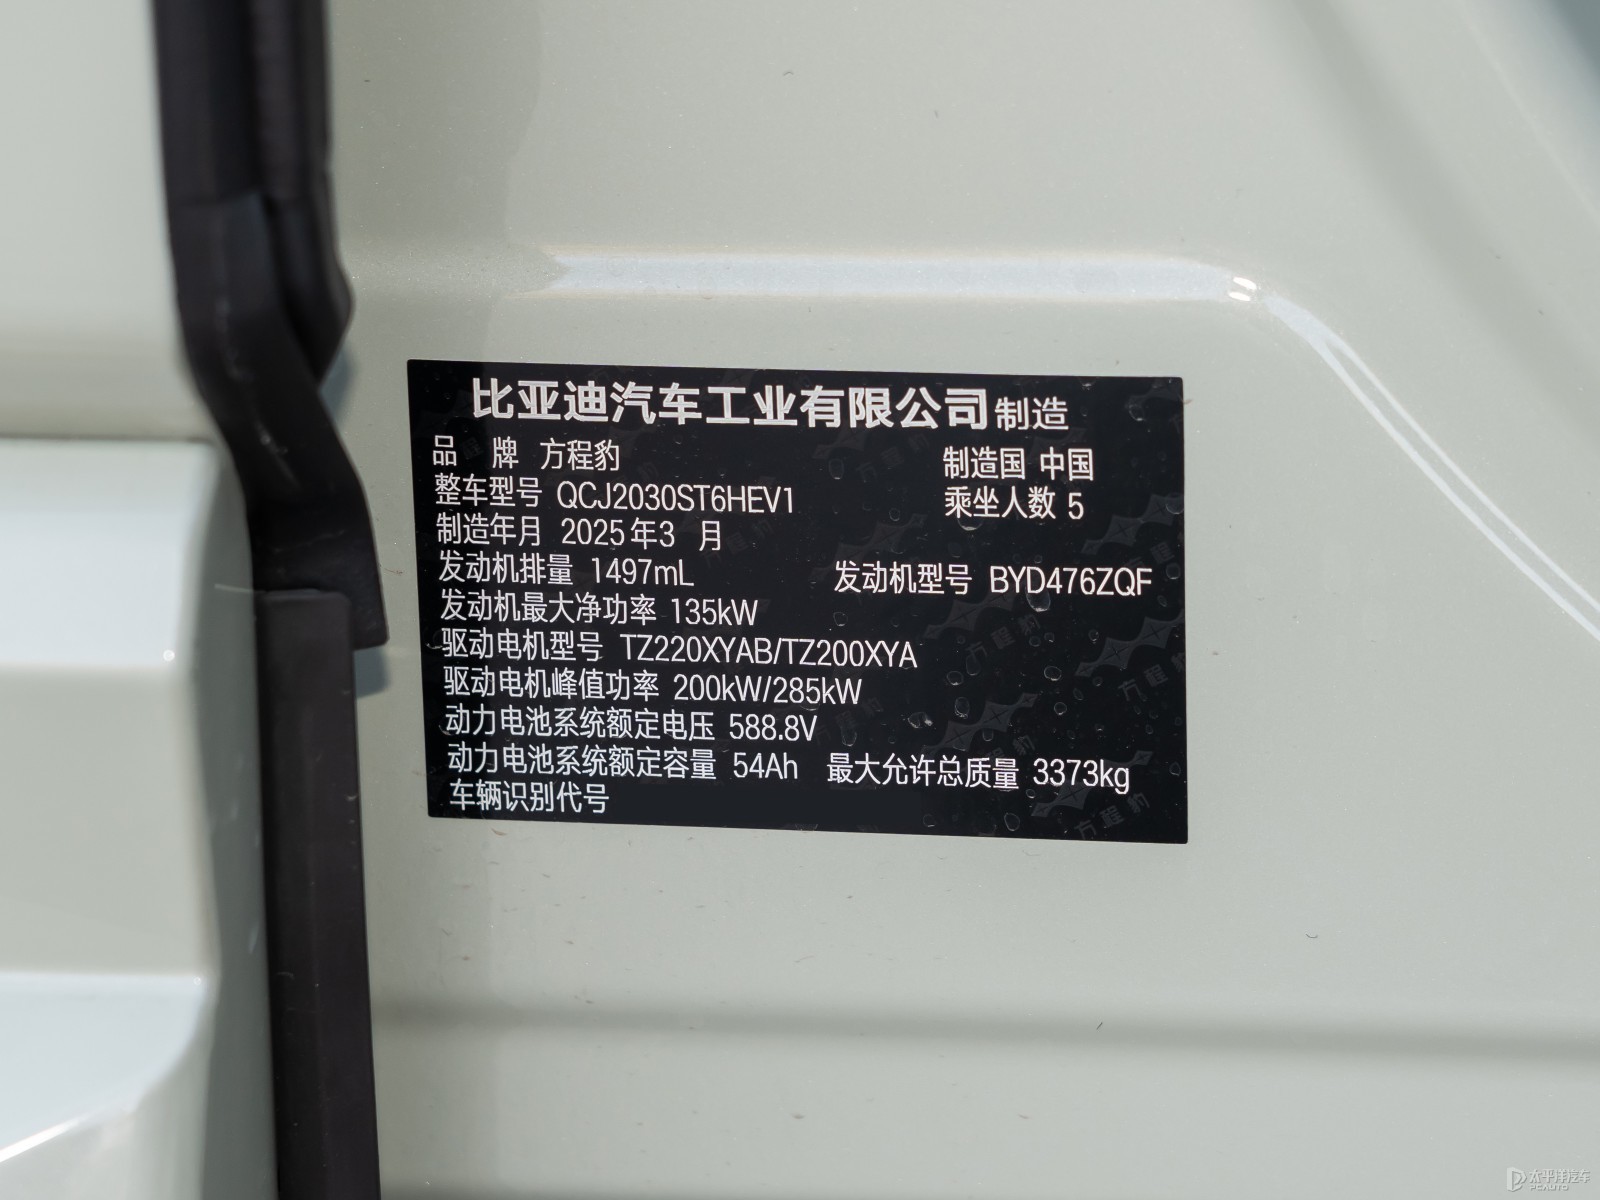 比亚迪汽车工业有限公司制造
品 牌 方程豹 制造国 中国
整车型号 QCJ2030ST6HEV1 乘坐人数 5
制造年月 2025年3 月
发动机排量 1497mL 发动机型号 BYD476ZQF
发动机最大净功率 135kW
驱动电机型号 TZ220XYAB/TZ200XYA
驱动电机峰值功率 200kW/285kW
动力电池系统额定电压 588.8V
动力电池系统额定容量 54Ah 最大允许总质量 3373kg
车辆识别代号
太平洋汽车
PCAUTO